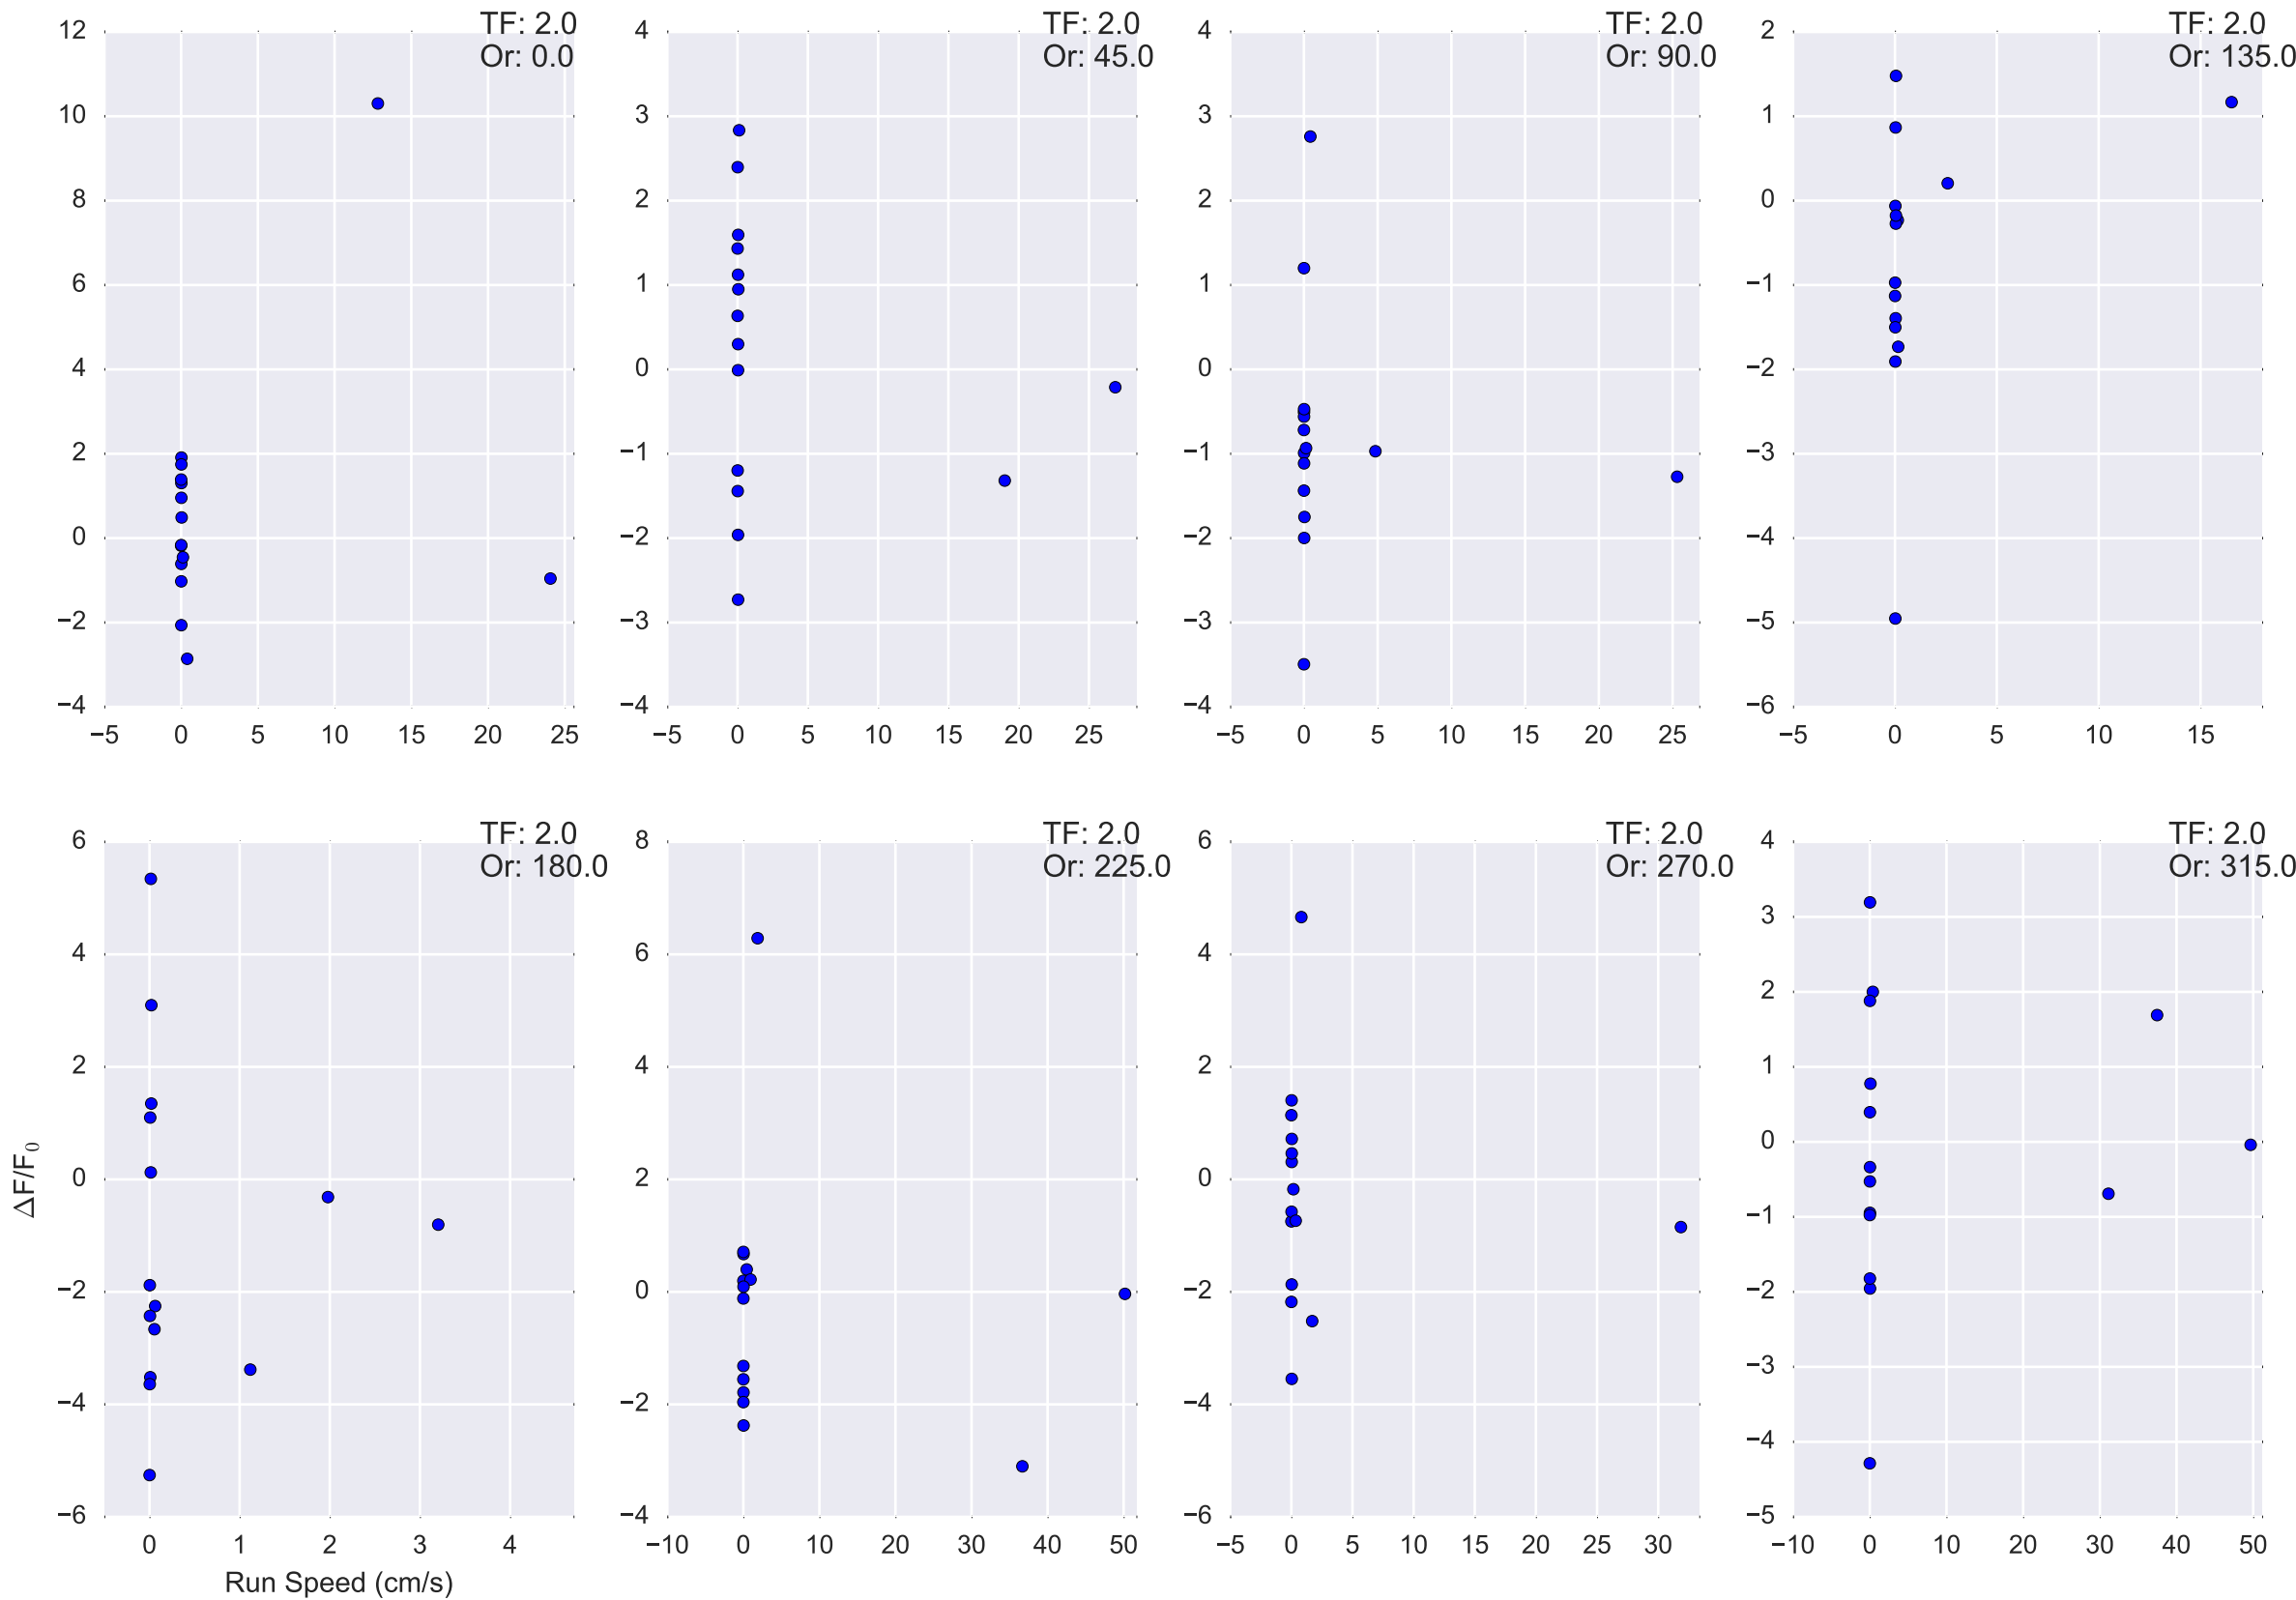 TF: 2.0
Or: 0.0
12
10
8
6
4
2
0
−2
−4
−5 0 5 10 15 20 25
TF: 2.0
Or: 45.0
4
3
2
1
0
−1
−2
−3
−4
−5 0 5 10 15 20 25
TF: 2.0
Or: 90.0
4
3
2
1
0
−1
−2
−3
−4
−5 0 5 10 15 20 25
TF: 2.0
Or: 135.0
2
1
0
−1
−2
−3
−4
−5
−6
−5 0 5 10 15
TF: 2.0
Or: 180.0
6
4
2
0
−2
−4
−6
ΔF/F₀
0 1 2 3 4
Run Speed (cm/s)
TF: 2.0
Or: 225.0
8
6
4
2
0
−2
−4
−10 0 10 20 30 40 50
TF: 2.0
Or: 270.0
6
4
2
0
−2
−4
−6
−5 0 5 10 15 20 25 30
TF: 2.0
Or: 315.0
4
3
2
1
0
−1
−2
−3
−4
−5
−10 0 10 20 30 40 50